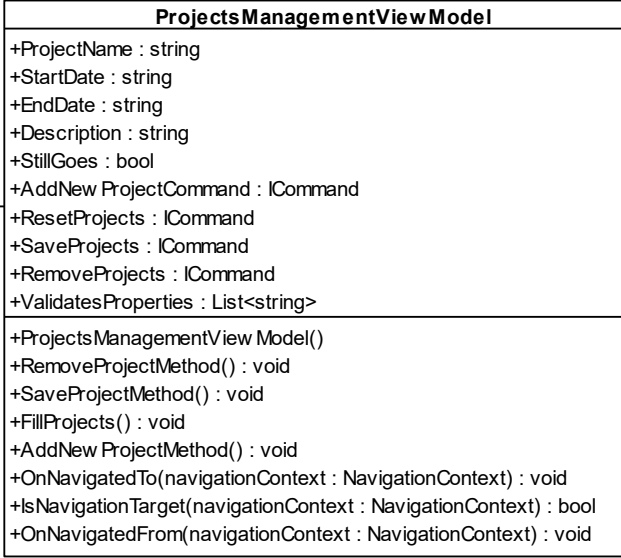 ProjectsManagementViewModel
+ProjectName : string
+StartDate : string
+EndDate : string
+Description : string
+StillGoes : bool
+AddNewProjectCommand : ICommand
+ResetProjects : ICommand
+SaveProjects : ICommand
+RemoveProjects : ICommand
+ValidatesProperties : List<string>
+ProjectsManagementViewModel()
+RemoveProjectMethod() : void
+SaveProjectMethod() : void
+FillProjects() : void
+AddNewProjectMethod() : void
+OnNavigatedTo(navigationContext : NavigationContext) : void
+IsNavigationTarget(navigationContext : NavigationContext) : bool
+OnNavigatedFrom(navigationContext : NavigationContext) : void